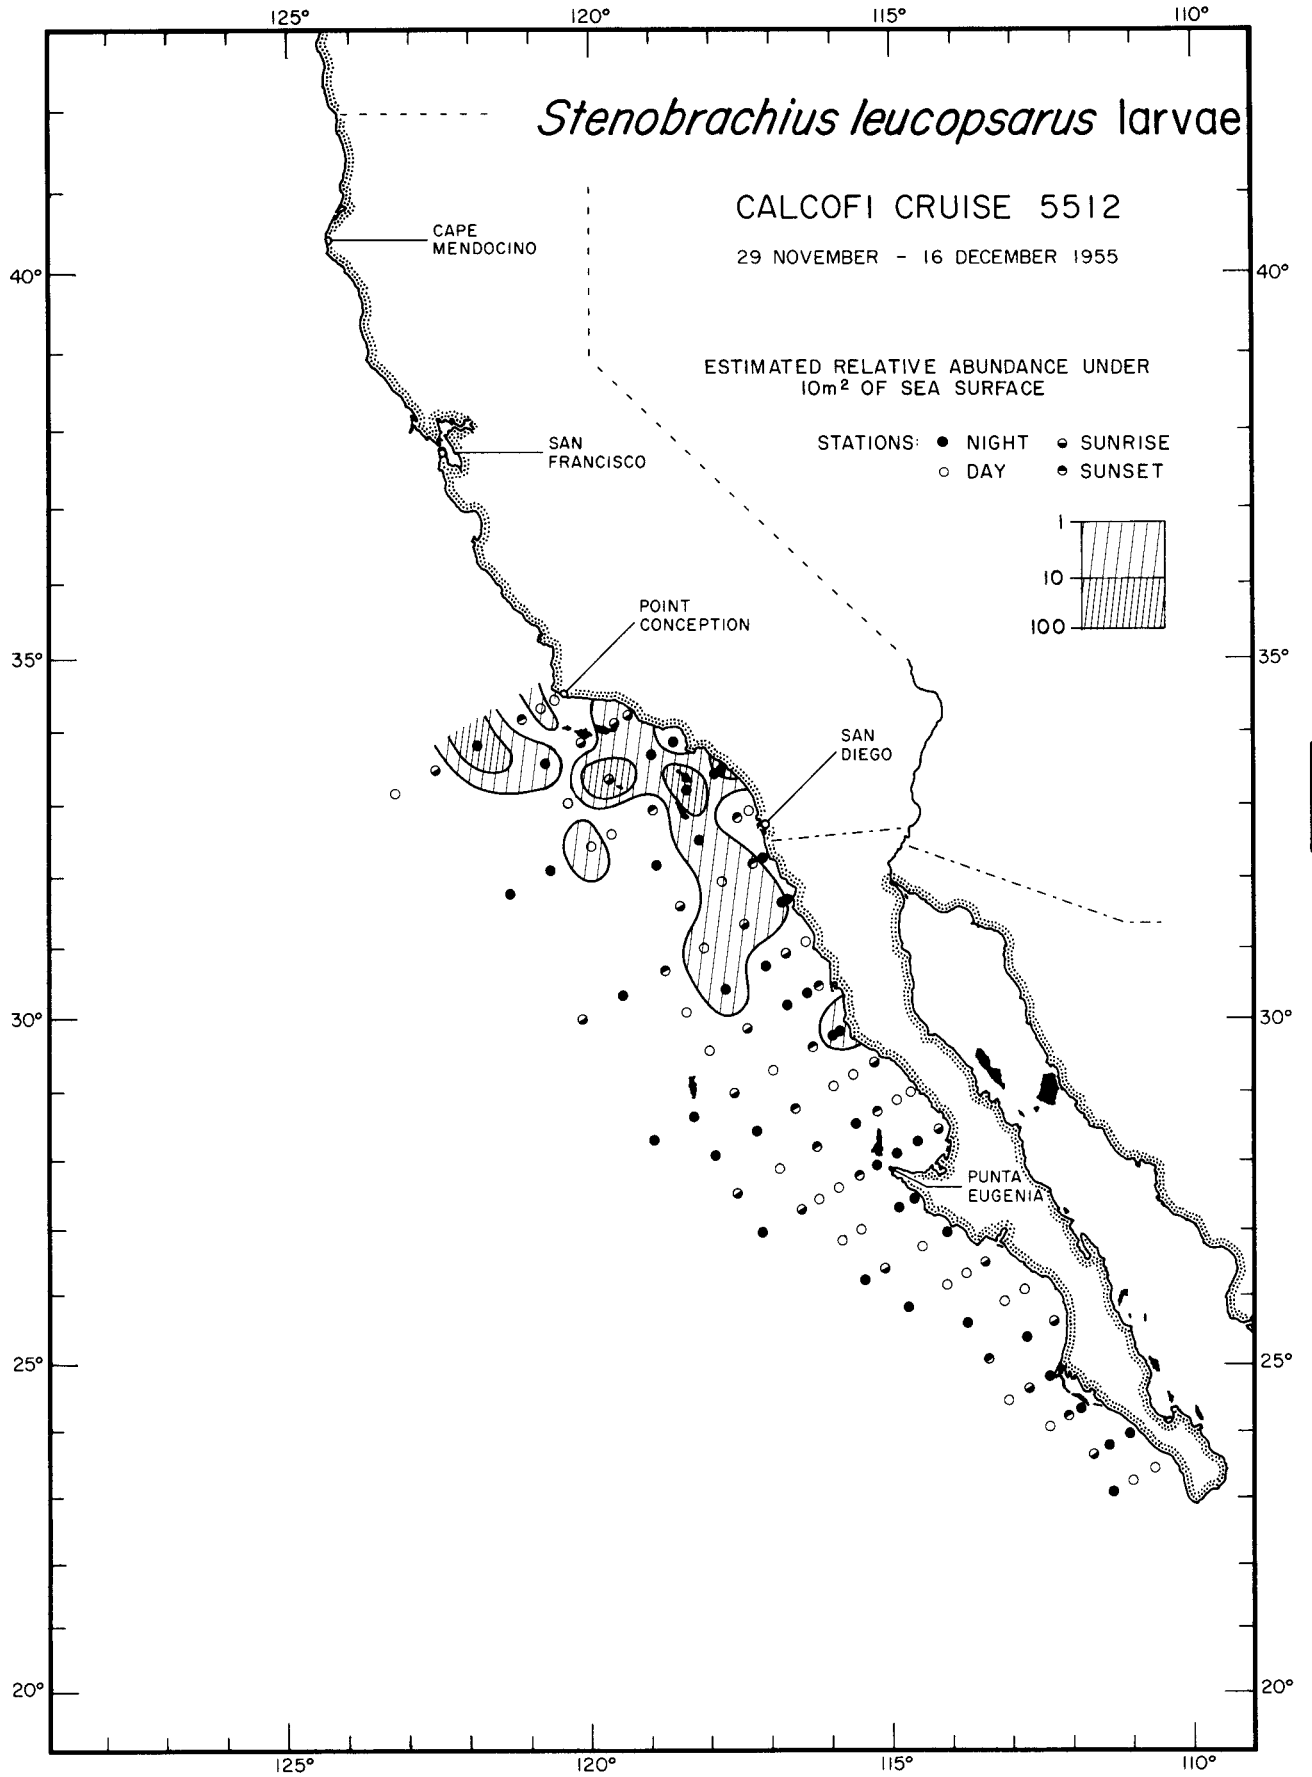 125° 120° 115° 110°
Stenobrachius leucopsarus larvae
CALCOFI CRUISE 5512
29 NOVEMBER - 16 DECEMBER 1955
CAPE
MENDOCINO
40° 40°
ESTIMATED RELATIVE ABUNDANCE UNDER
10m² OF SEA SURFACE
STATIONS: ● NIGHT ◒ SUNRISE
○ DAY ◓ SUNSET
SAN
FRANCISCO
1
10
100
POINT
CONCEPTION
35° 35°
SAN
DIEGO
30° 30°
PUNTA
EUGENIA
25° 25°
20° 20°
125° 120° 115° 110°